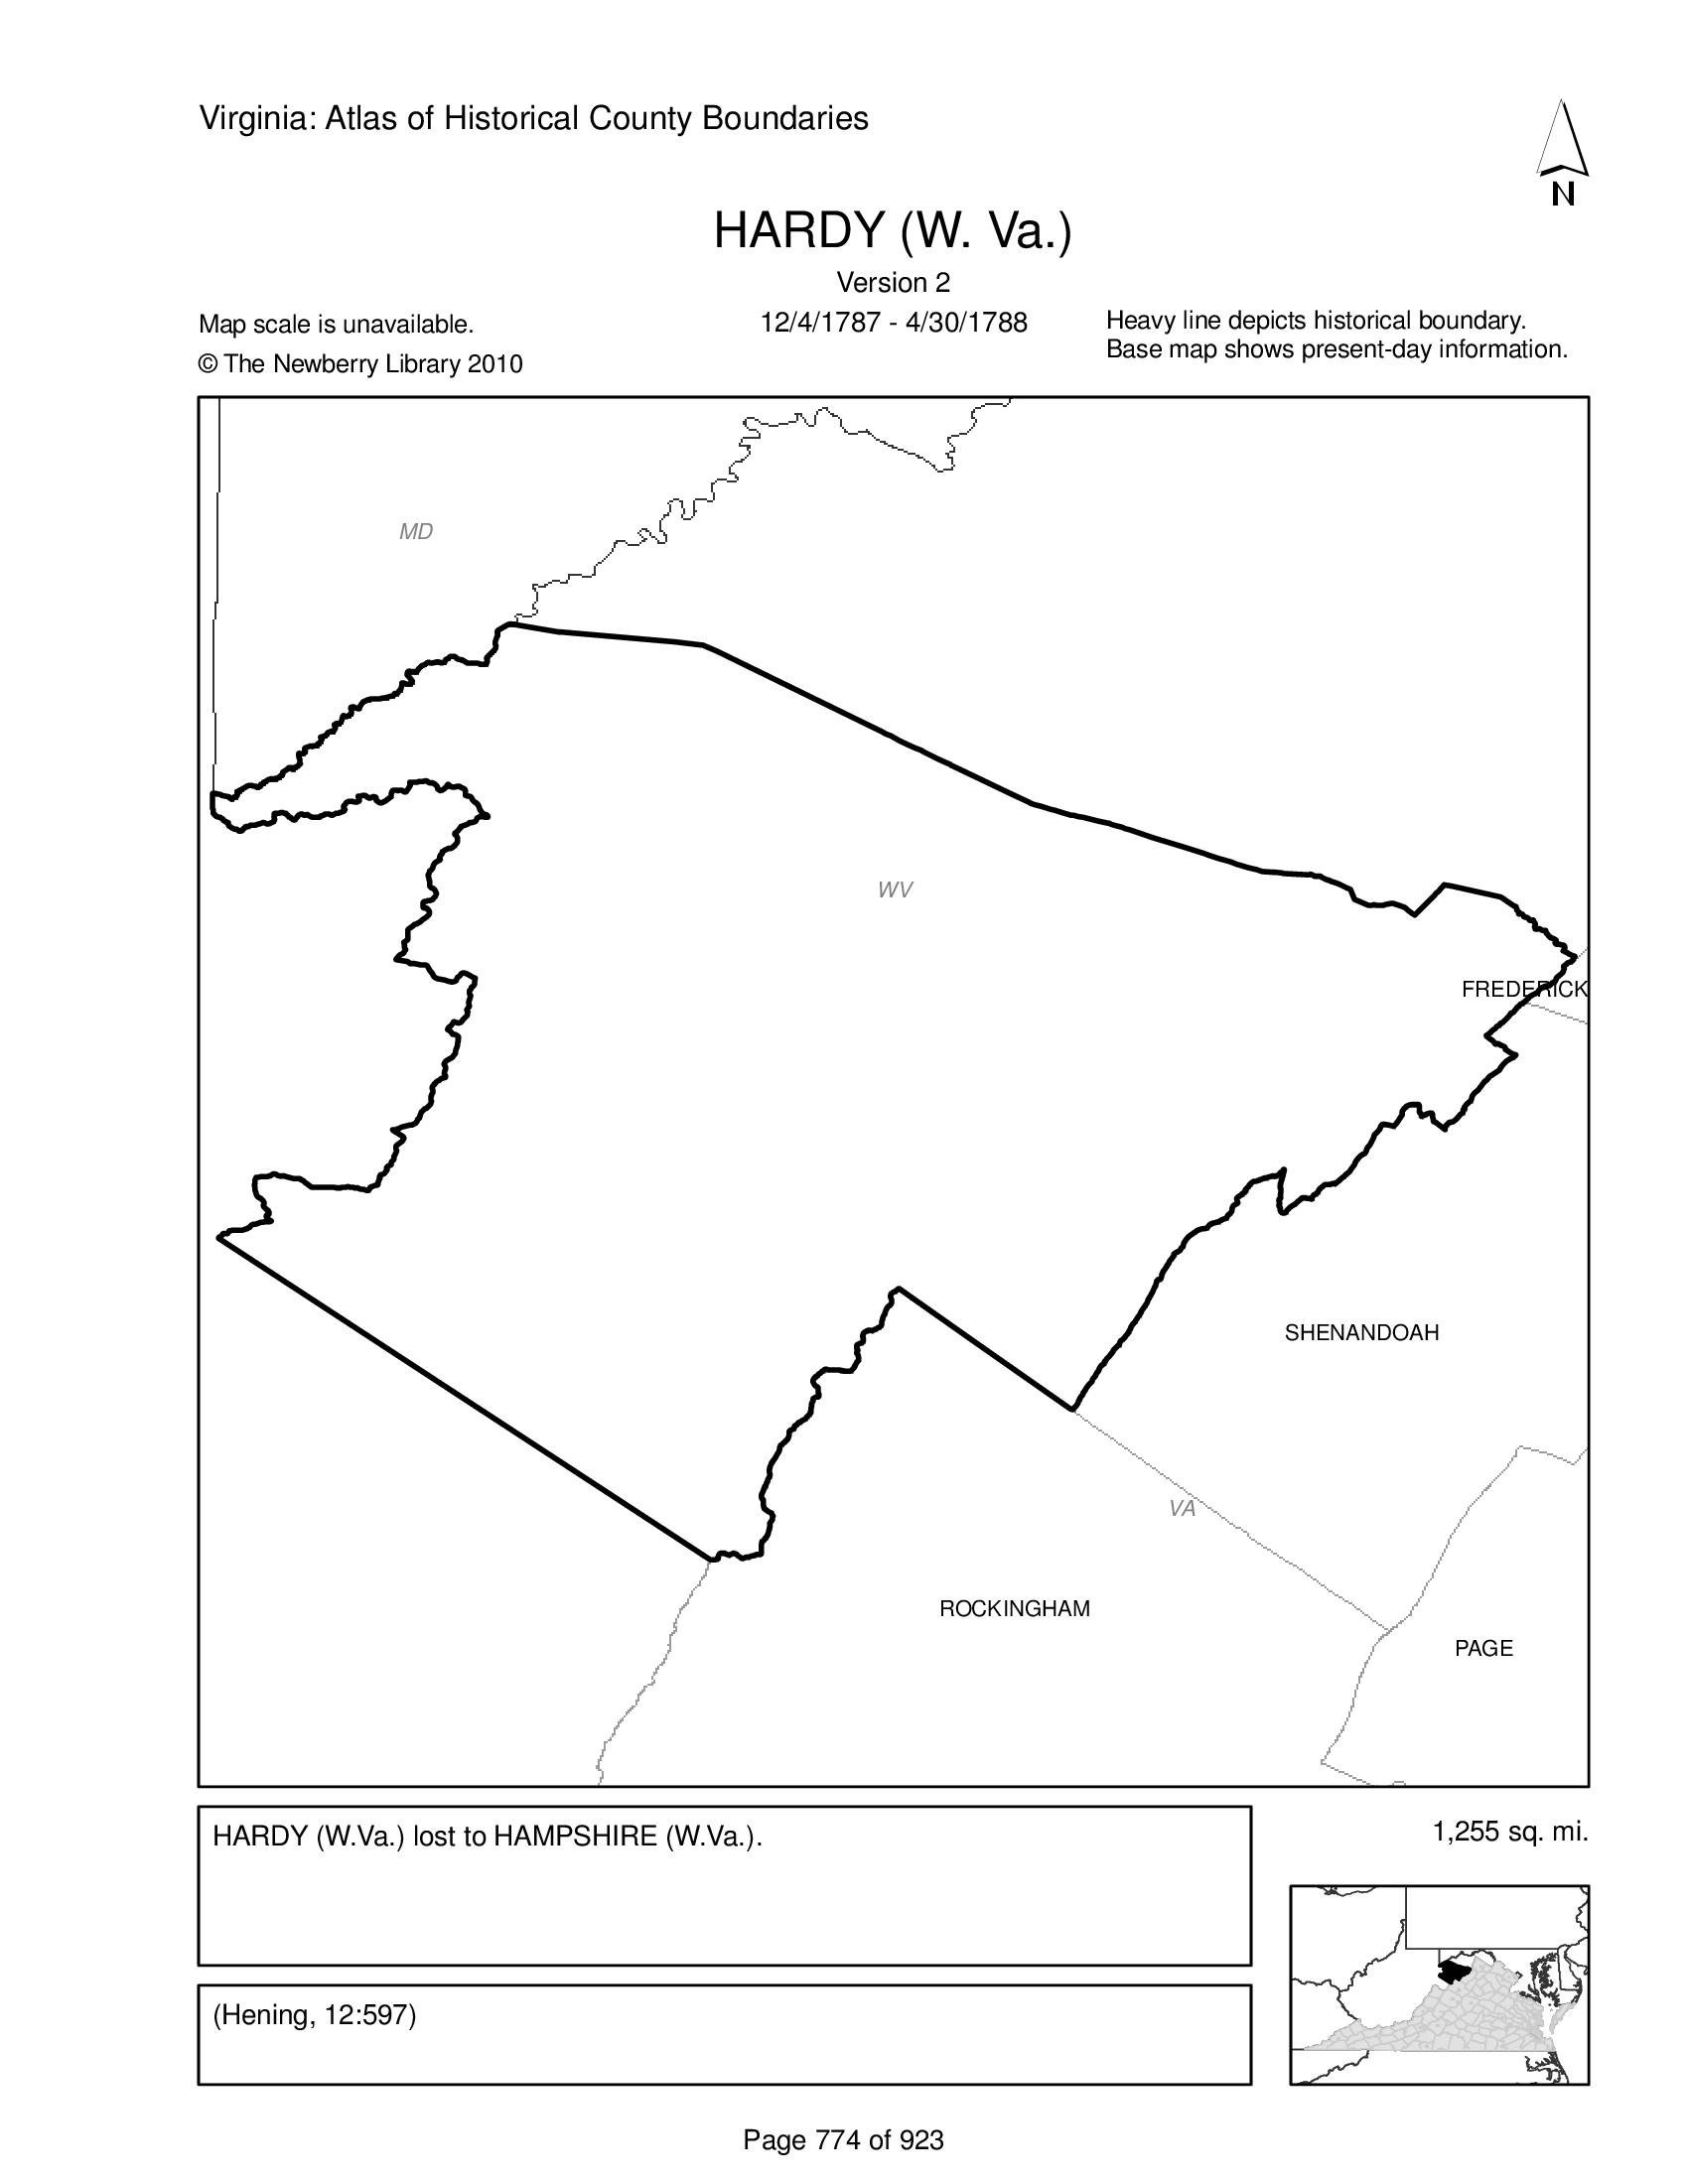 Virginia: Atlas of Historical County Boundaries
N
HARDY (W. Va.)
Version 2
12/4/1787 - 4/30/1788
Map scale is unavailable.
© The Newberry Library 2010
Heavy line depicts historical boundary.
Base map shows present-day information.
MD
WV
FREDERICK
SHENANDOAH
VA
ROCKINGHAM
PAGE
HARDY (W.Va.) lost to HAMPSHIRE (W.Va.).
1,255 sq. mi.
(Hening, 12:597)
Page 774 of 923